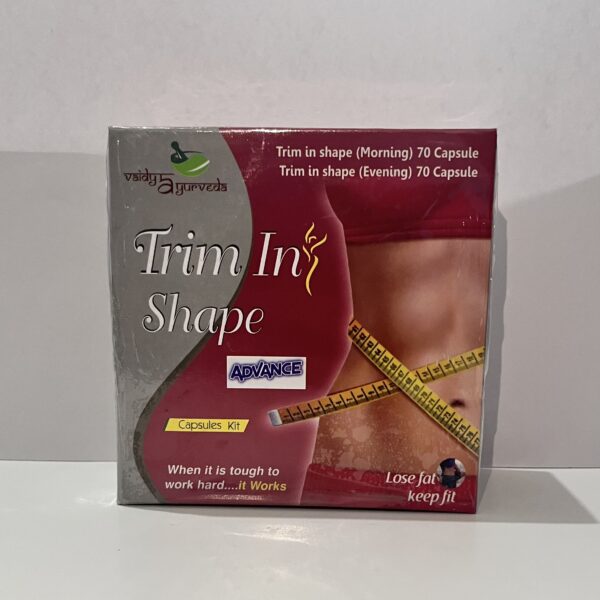 Trim in shape (Morning) 70 Capsule
Trim in shape (Evening) 70 Capsule
vaidy
ayurveda
Trim In
Shape
ADVANCE
Capsules Kit
When it is tough to
work hard....it Works
Lose fat
keep fit